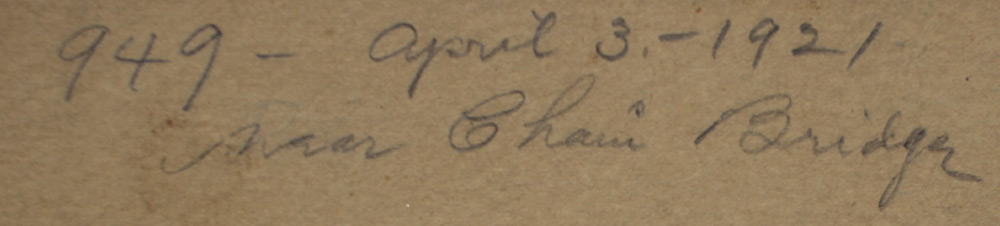 949 - April 3.-1921
near Chain Bridge